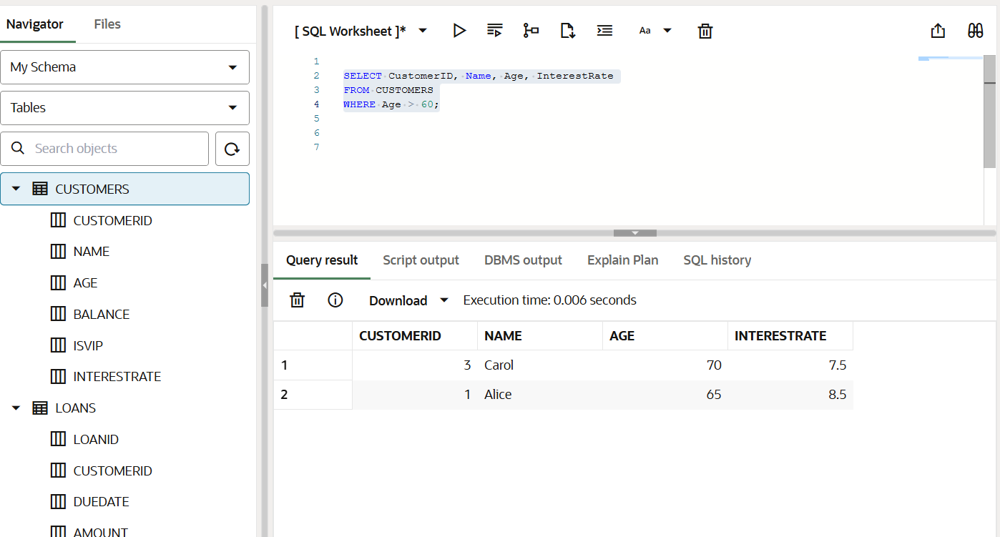 Navigator Files
My Schema
Tables
Search objects
CUSTOMERS
CUSTOMERID
NAME
AGE
BALANCE
ISVIP
INTERESTRATE
LOANS
LOANID
CUSTOMERID
DUEDATE
AMOUNT
[ SQL Worksheet ]* Aa
1
2 SELECT CustomerID, Name, Age, InterestRate
3 FROM CUSTOMERS
4 WHERE Age > 60;
5
6
7
Query result Script output DBMS output Explain Plan SQL history
Download Execution time: 0.006 seconds
CUSTOMERID NAME AGE INTERESTRATE
1 3 Carol 70 7.5
2 1 Alice 65 8.5